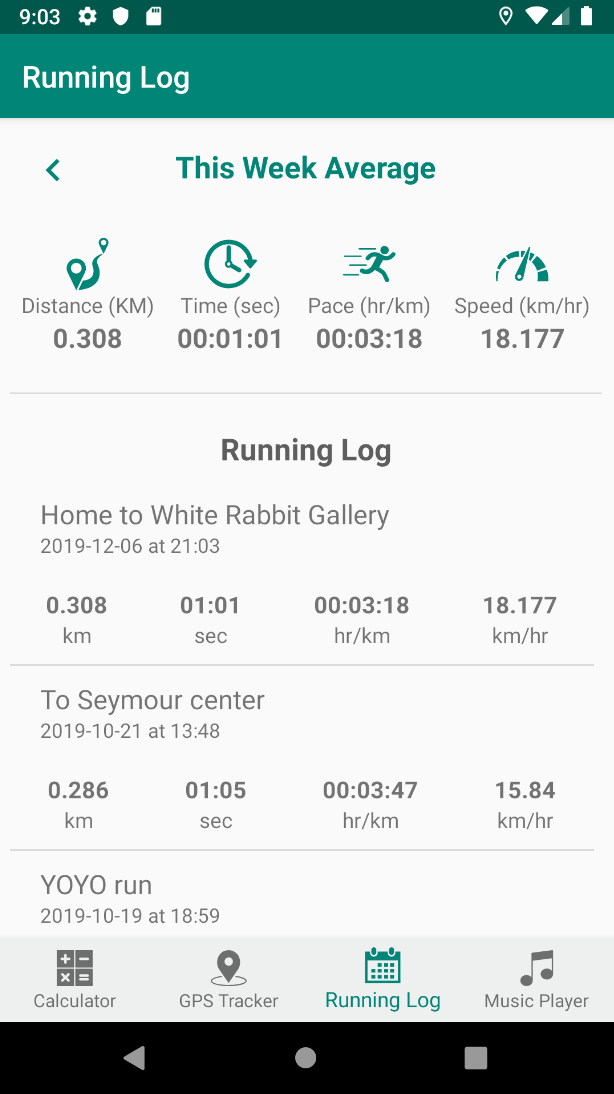 9:03
Running Log
This Week Average
Distance (KM) Time (sec) Pace (hr/km) Speed (km/hr)
0.308 00:01:01 00:03:18 18.177
Running Log
Home to White Rabbit Gallery
2019-12-06 at 21:03
0.308 01:01 00:03:18 18.177
km sec hr/km km/hr
To Seymour center
2019-10-21 at 13:48
0.286 01:05 00:03:47 15.84
km sec hr/km km/hr
YOYO run
2019-10-19 at 18:59
Calculator GPS Tracker Running Log Music Player